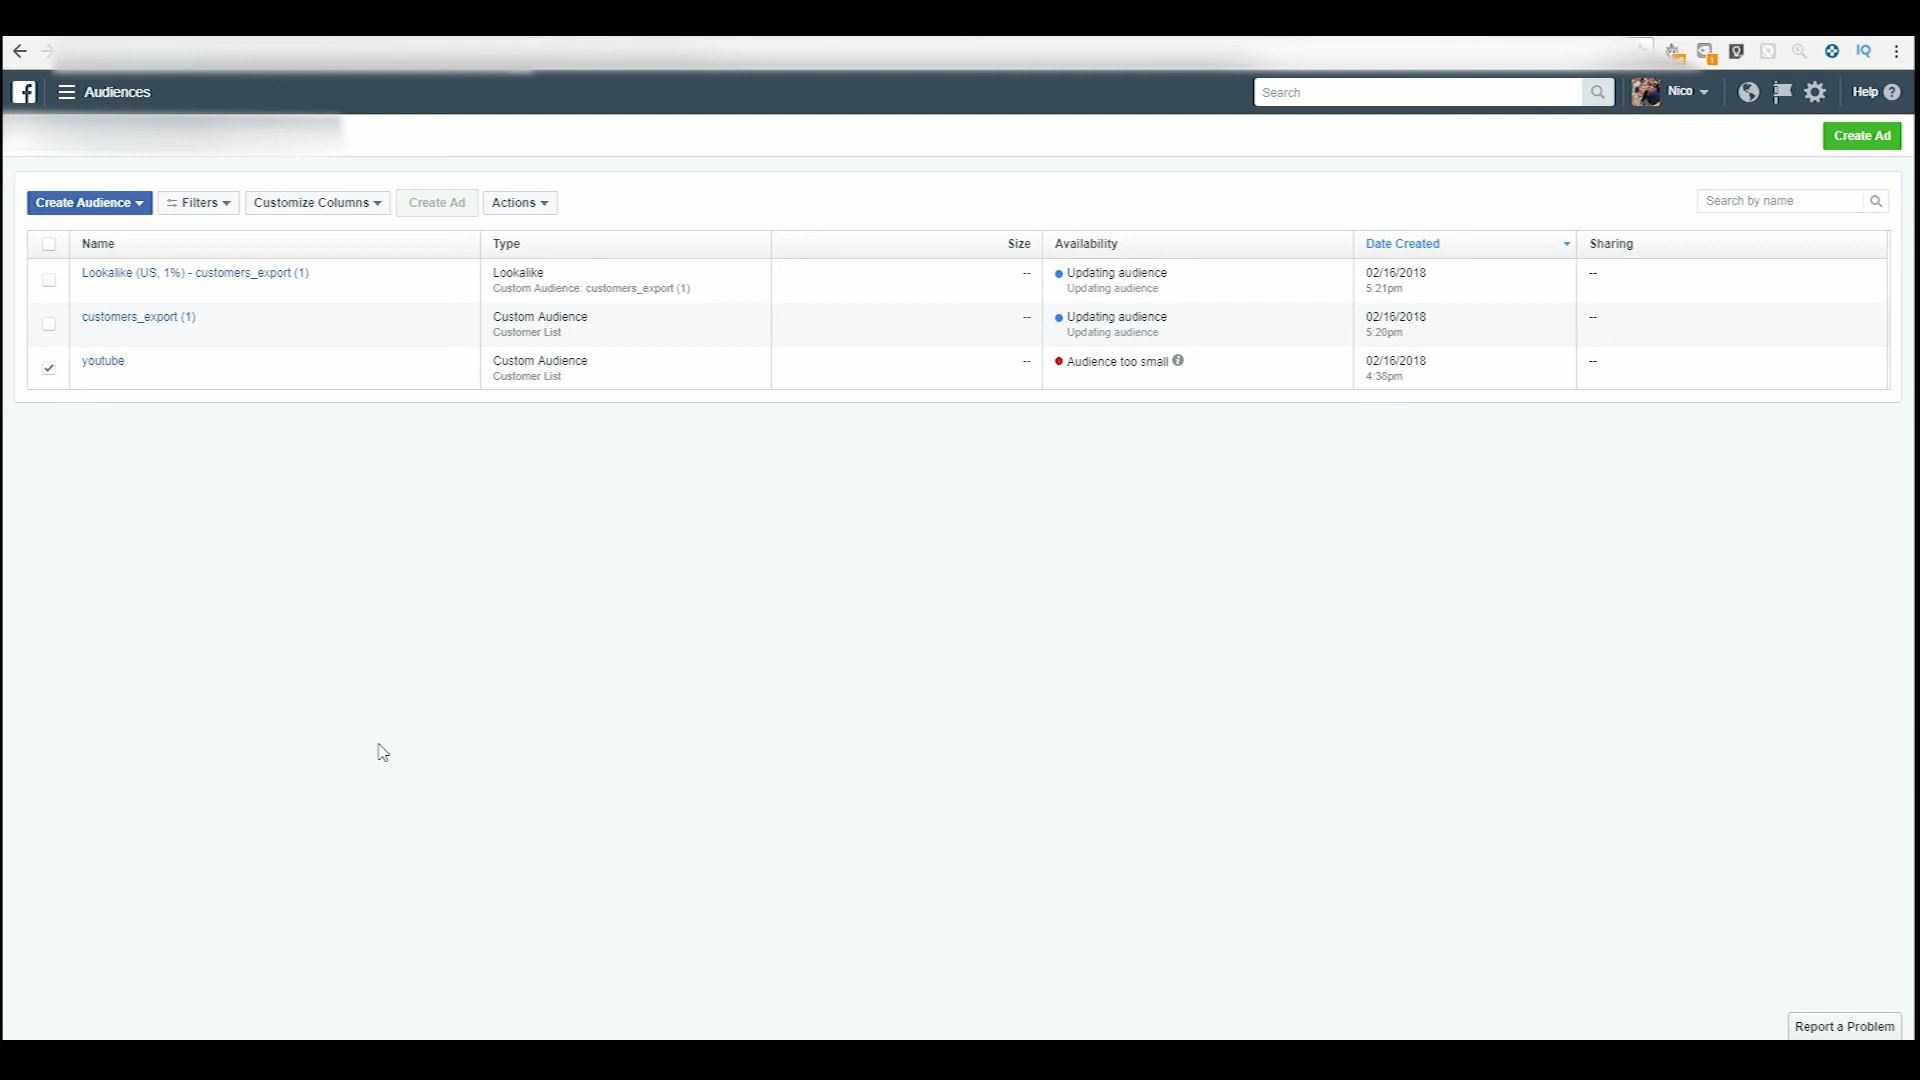 IQ
1
f Audiences
Search
Nico
Help ?
Create Ad
Create Audience
Filters
Customize Columns
Create Ad
Actions
Search by name
Name Type Size Availability Date Created Sharing
Lookalike (US, 1%) - customers_export (1) Lookalike -- Updating audience 02/16/2018 --
Custom Audience: customers_export (1) Updating audience 5:21pm
customers_export (1) Custom Audience -- Updating audience 02/16/2018 --
Customer List Updating audience 5:20pm
youtube Custom Audience -- Audience too small i 02/16/2018 --
Customer List 4:38pm
Report a Problem